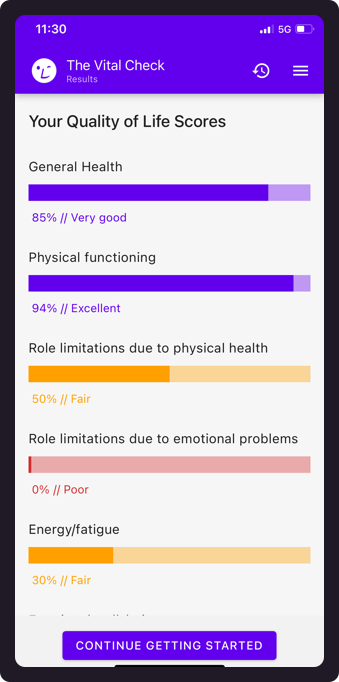 11:30
5G
The Vital Check
Results
Your Quality of Life Scores
General Health
85% // Very good
Physical functioning
94% // Excellent
Role limitations due to physical health
50% // Fair
Role limitations due to emotional problems
0% // Poor
Energy/fatigue
30% // Fair
CONTINUE GETTING STARTED